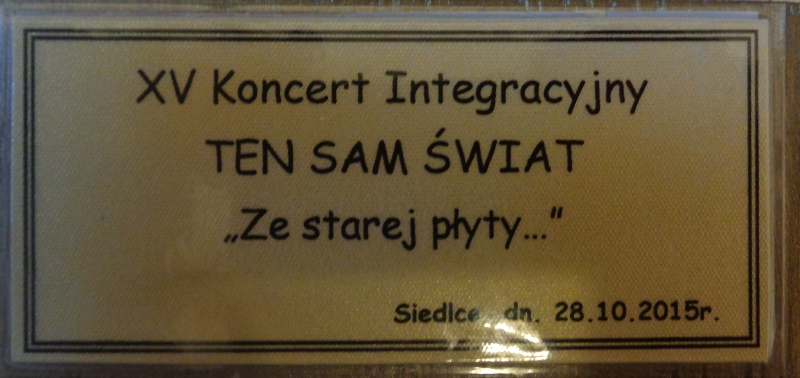 XV Koncert Integracyjny
TEN SAM ŚWIAT
„Ze starej płyty..."
Siedlce, dn. 28.10.2015r.